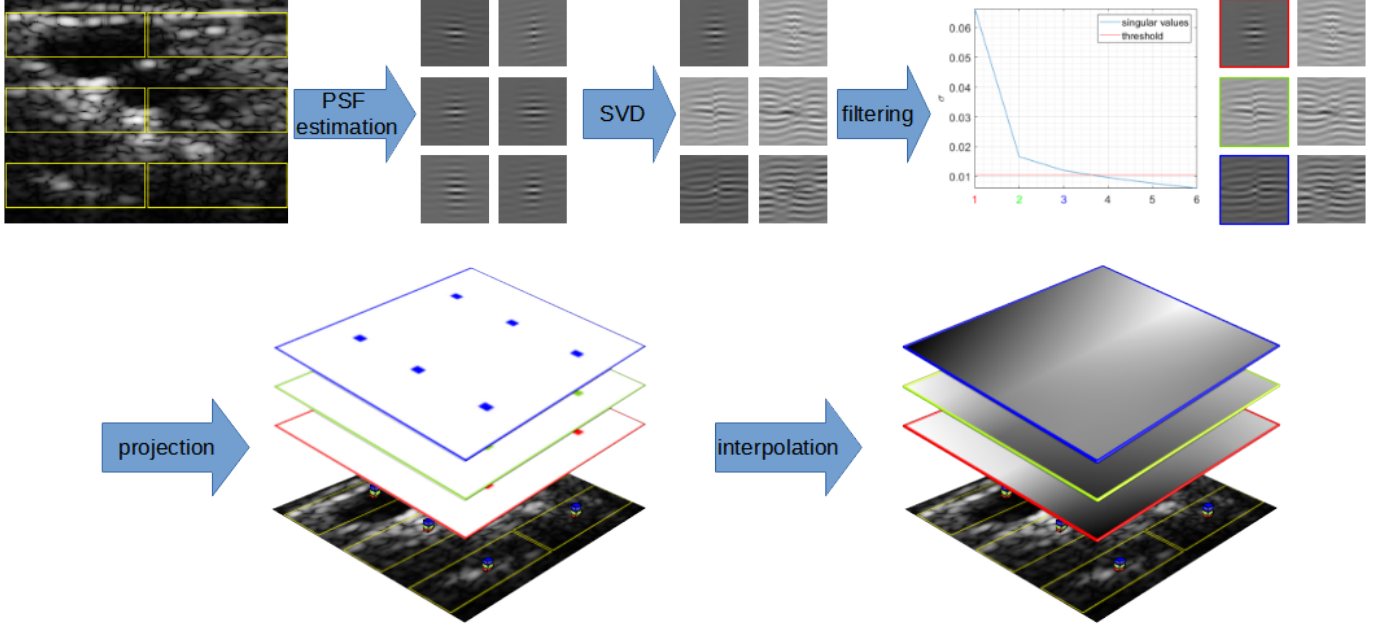 PSF
estimation
SVD
filtering
singular values
threshold
0.06
0.05
0.04
0.03
0.02
0.01
σ
1 2 3 4 5 6
projection
interpolation